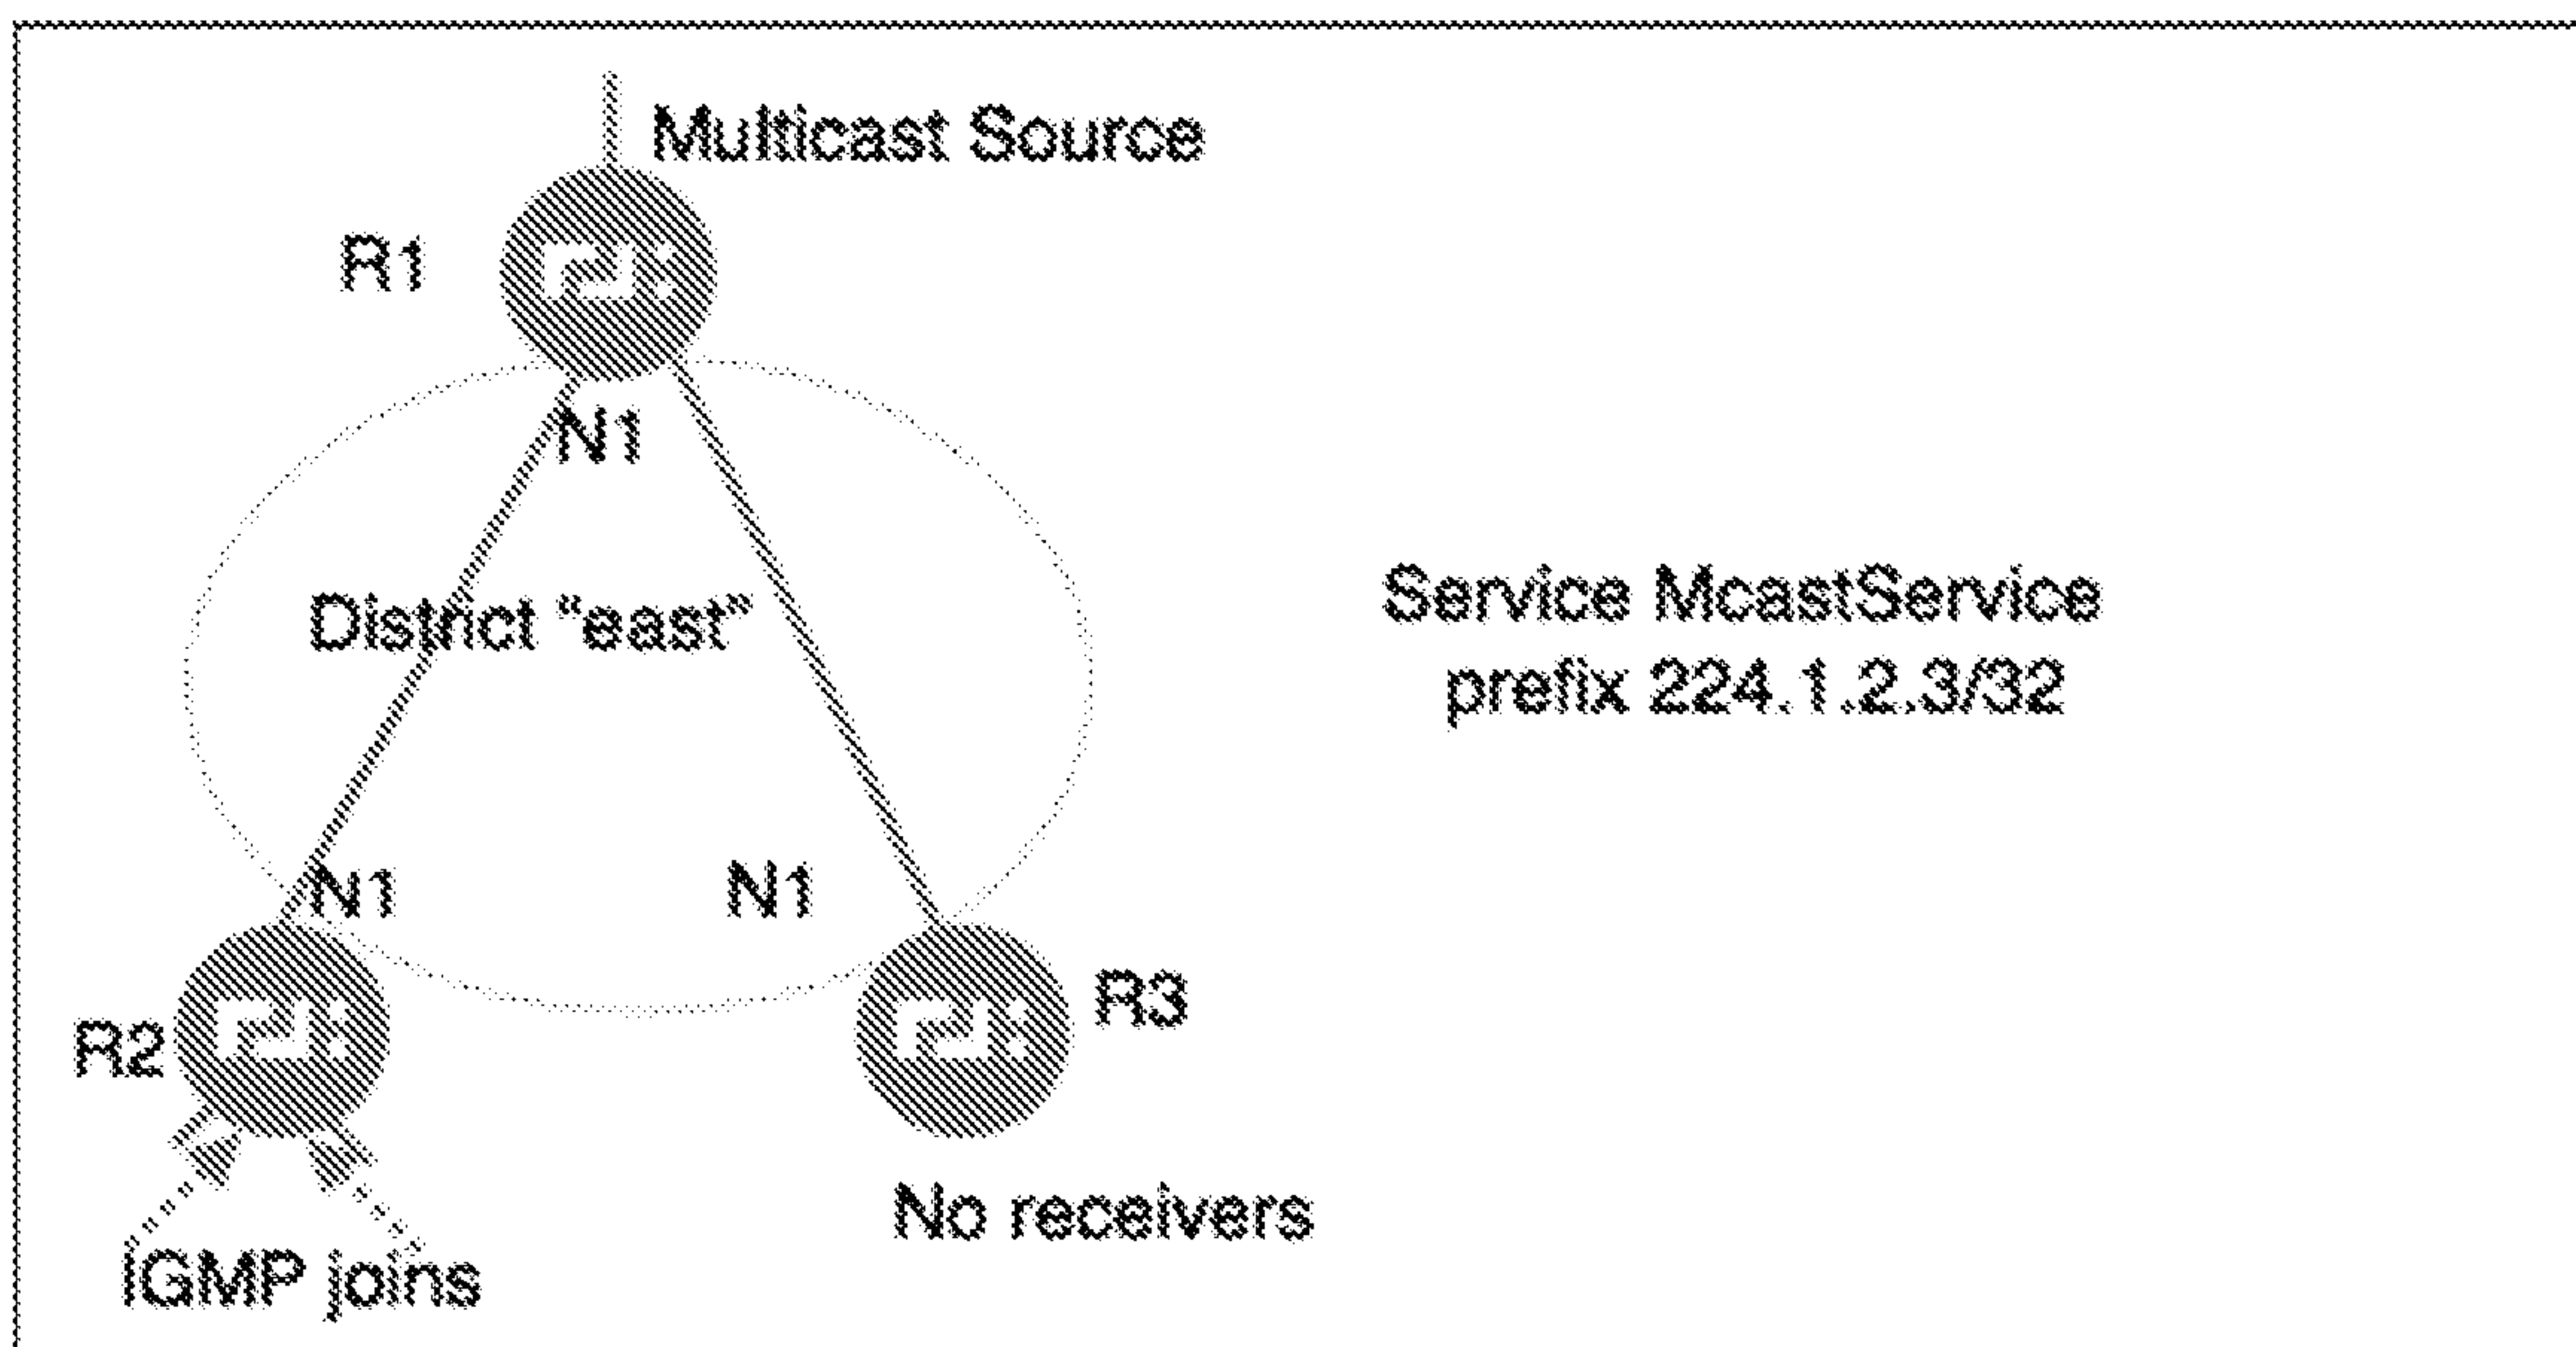 Multicast Source
R1
N1
District "east"
Service McastService
prefix 224.1.2.3/32
N1
N1
R2
R3
No receivers
IGMP joins